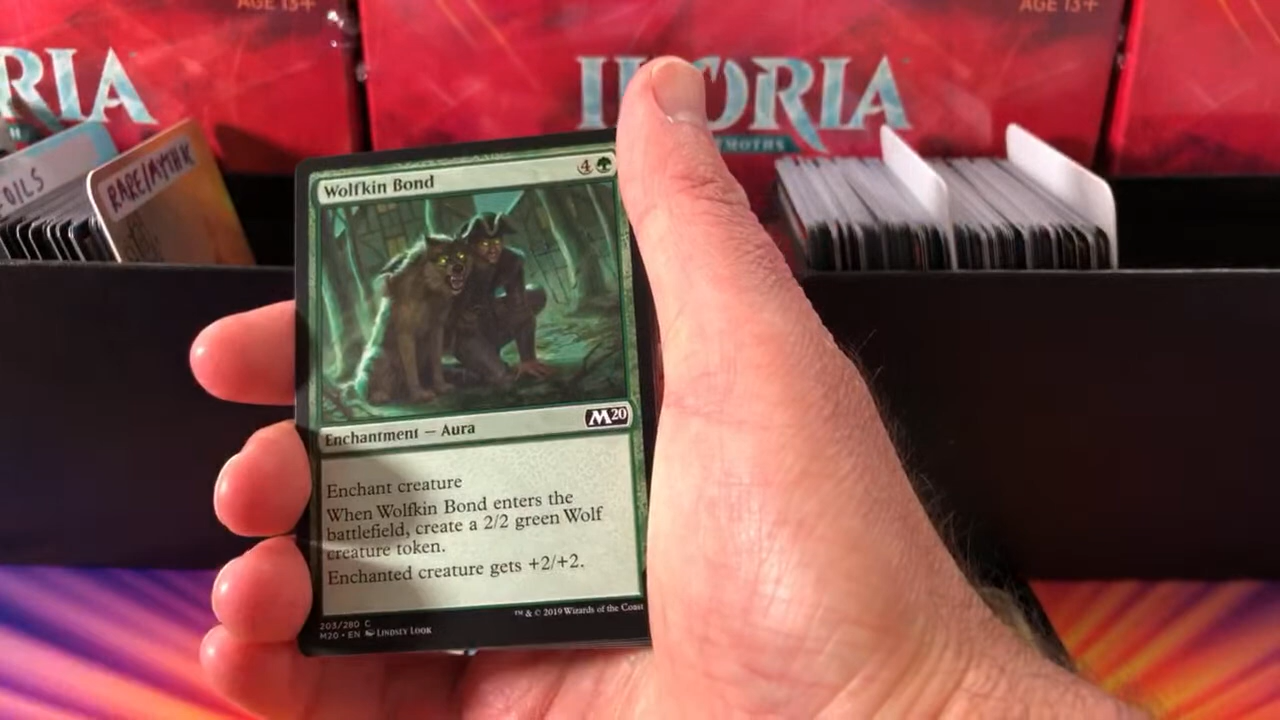 AGE 13+
AGE 13+
RIA
IKORIA
MOTHS
OILS
RARE/MYTHIC
Wolfkin Bond
4
M20
Enchantment — Aura
Enchant creature
When Wolfkin Bond enters the
battlefield, create a 2/2 green Wolf
creature token.
Enchanted creature gets +2/+2.
™ & © 2019 Wizards of the Coast
203/280 C
M20 • EN LINDSEY LOOK